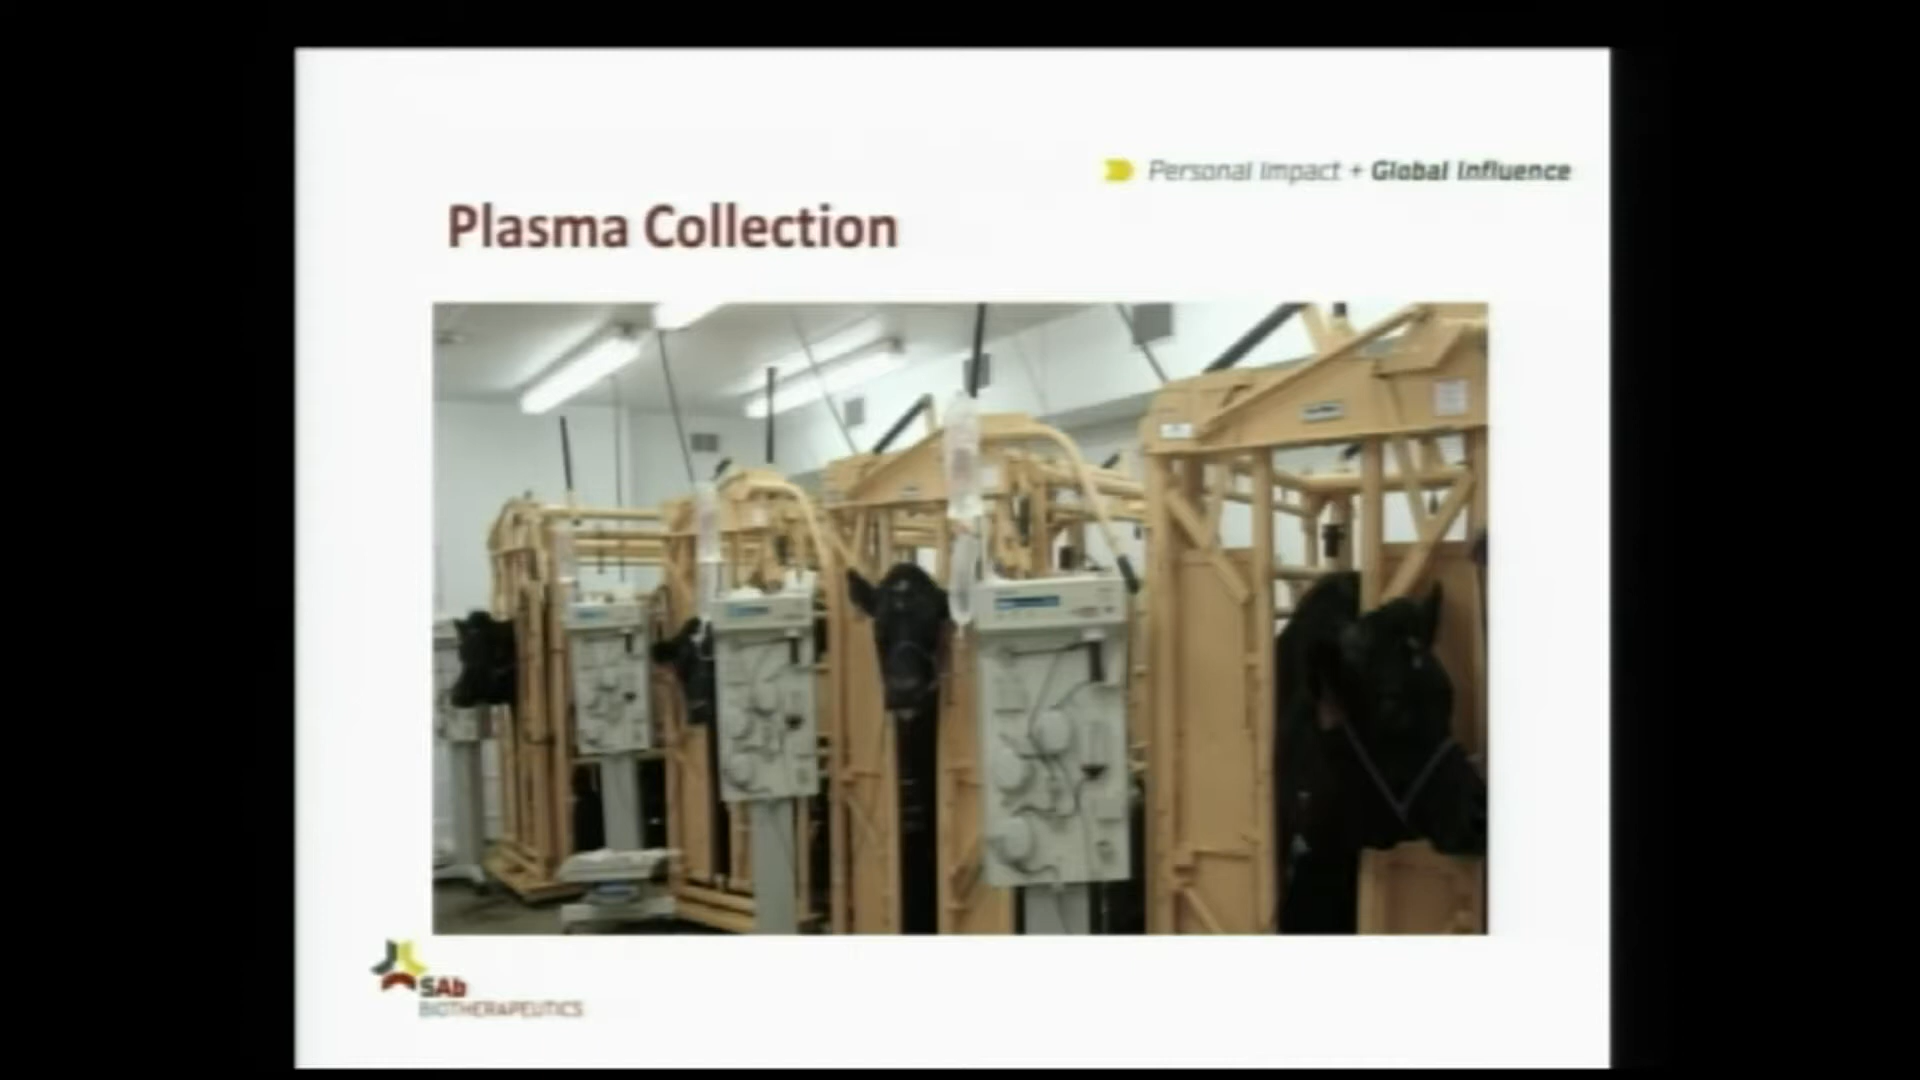 Personal Impact + Global Influence
Plasma Collection
SAb
BIOTHERAPEUTICS